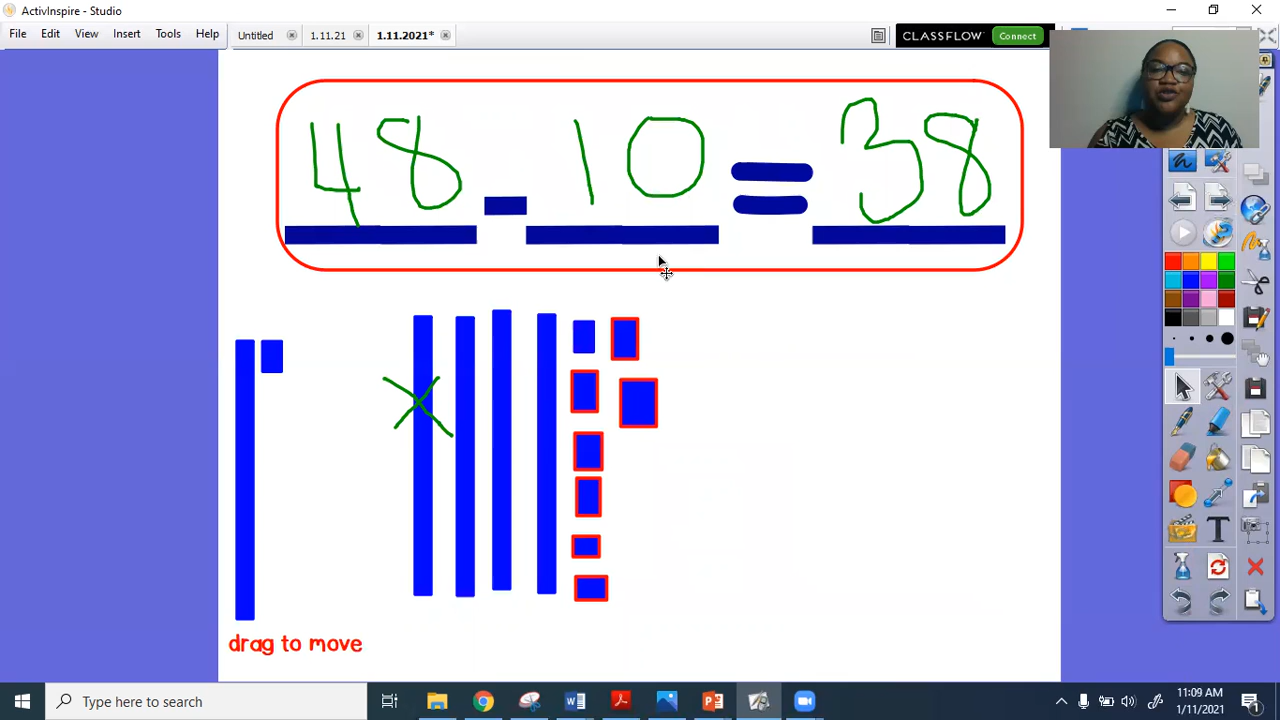 ActivInspire - Studio
File Edit View Insert Tools Help Untitled 1.11.21 1.11.2021* CLASSFLOW Connect
48 - 10 = 38
drag to move
Type here to search
11:09 AM
1/11/2021